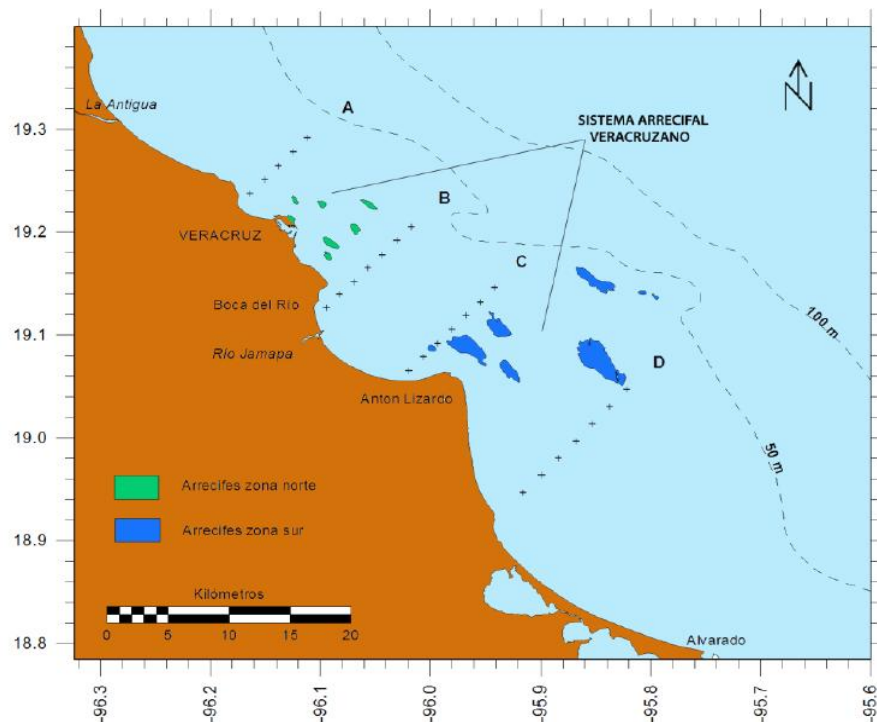 La Antigua
A
SISTEMA ARRECIFAL
VERACRUZANO
N
19.3
B
19.2
VERACRUZ
C
Boca del Río
100 m
19.1
Río Jamapa
D
Anton Lizardo
19.0
50 m
Arrecifes zona norte
Arrecifes zona sur
18.9
Kilómetros
0 5 10 15 20
18.8
Alvarado
-96.3 -96.2 -96.1 -96.0 -95.9 -95.8 -95.7 -95.6